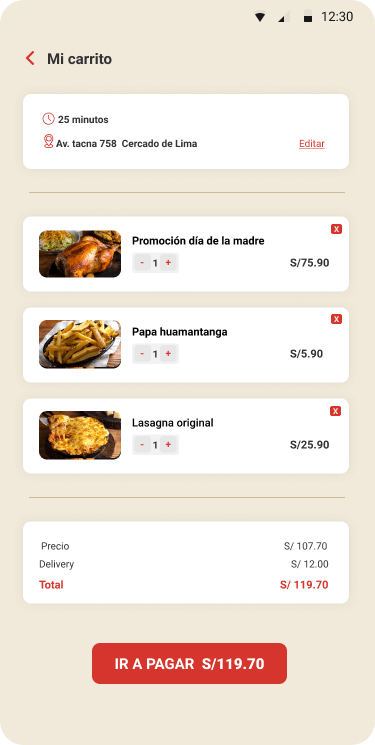 12:30
Mi carrito
25 minutos
Av. tacna 758 Cercado de Lima Editar
x
Promoción día de la madre
- 1 + S/75.90
x
Papa huamantanga
- 1 + S/5.90
x
Lasagna original
- 1 + S/25.90
Precio S/ 107.70
Delivery S/ 12.00
Total S/ 119.70
IR A PAGAR S/119.70